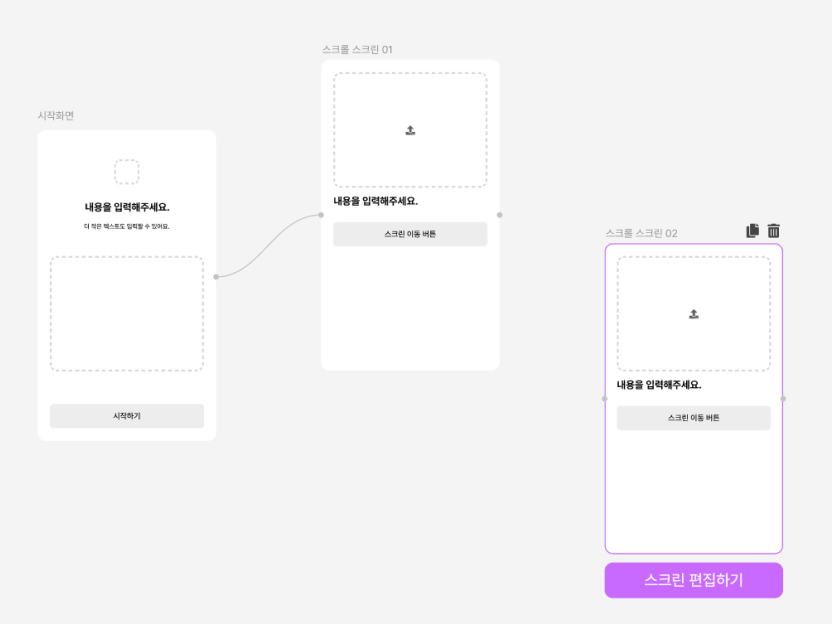 시작화면
내용을 입력해주세요.
더 작은 텍스트도 입력할 수 있어요.
시작하기
스크롤 스크린 01
내용을 입력해주세요.
스크린 이동 버튼
스크롤 스크린 02
내용을 입력해주세요.
스크린 이동 버튼
스크린 편집하기